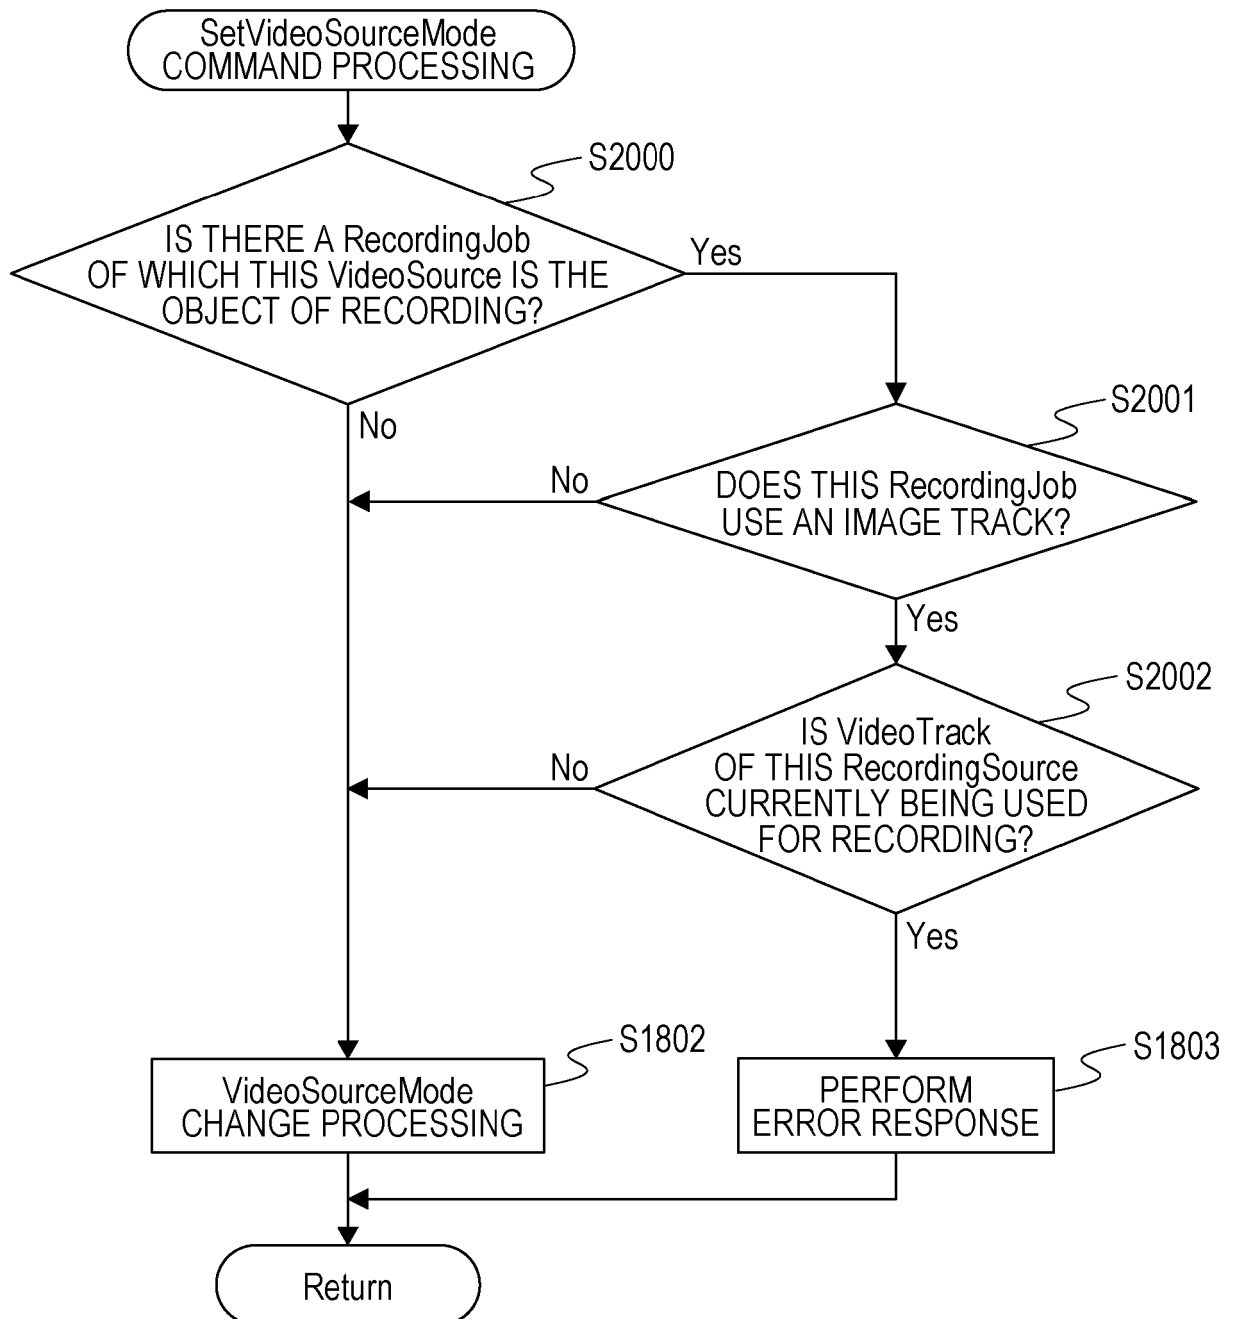 SetVideoSourceMode
COMMAND PROCESSING
S2000
IS THERE A RecordingJob
OF WHICH THIS VideoSource IS THE
OBJECT OF RECORDING?
Yes
No
S2001
DOES THIS RecordingJob
USE AN IMAGE TRACK?
No
Yes
S2002
IS VideoTrack
OF THIS RecordingSource
CURRENTLY BEING USED
FOR RECORDING?
No
Yes
S1802
VideoSourceMode
CHANGE PROCESSING
S1803
PERFORM
ERROR RESPONSE
Return